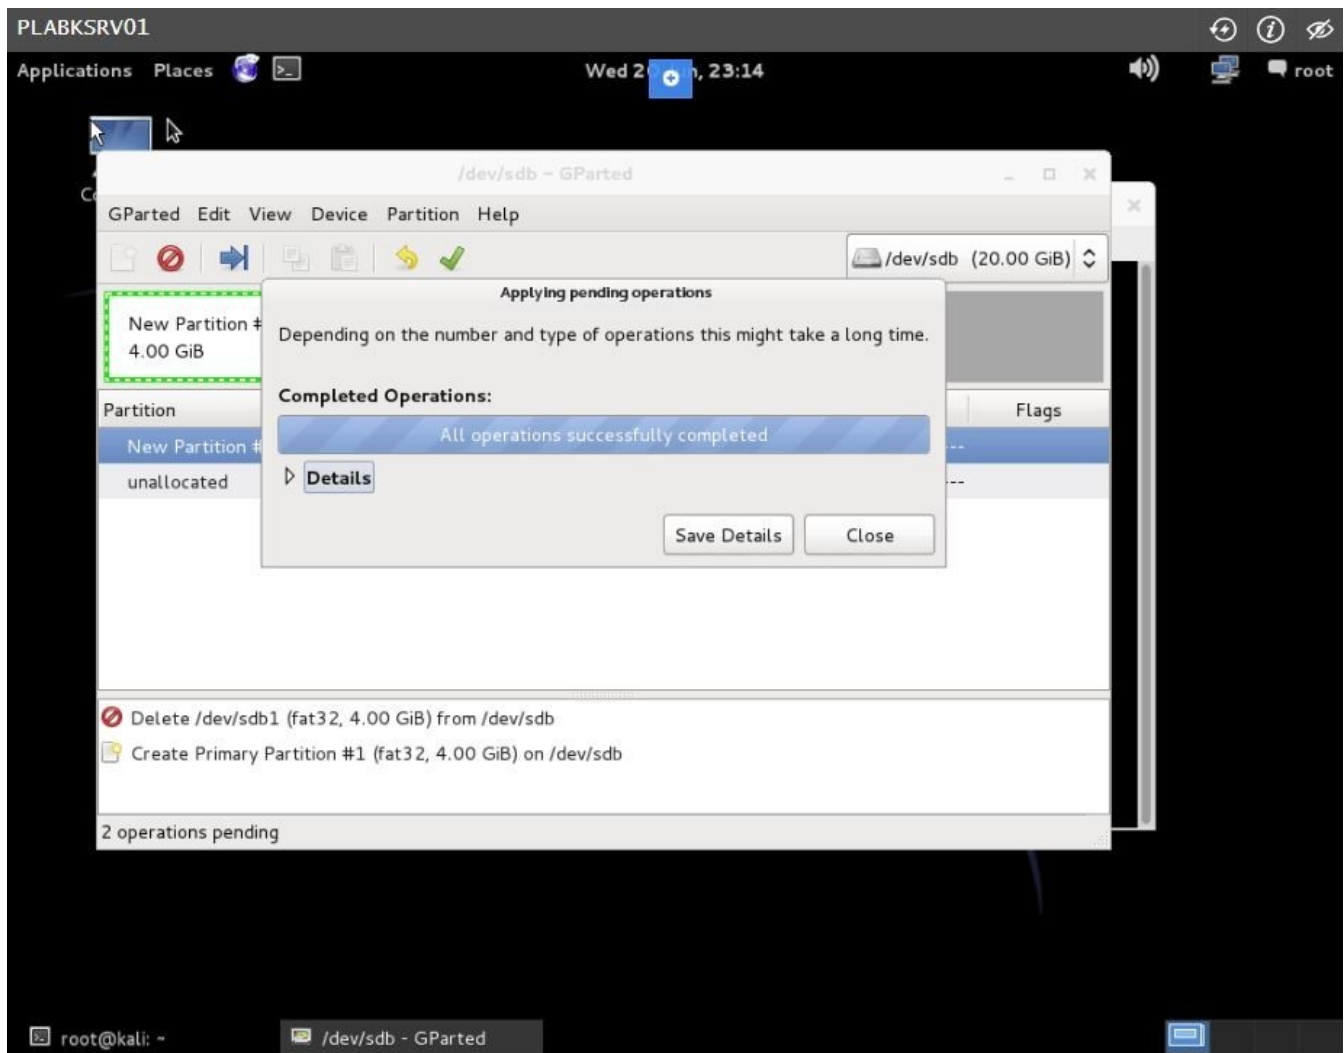 PLABKSRV01
Applications Places Wed 2 n, 23:14 root
/dev/sdb - GParted
GParted Edit View Device Partition Help
/dev/sdb (20.00 GiB)
Applying pending operations
New Partition #
4.00 GiB
Depending on the number and type of operations this might take a long time.
Completed Operations:
Partition Flags
All operations successfully completed
New Partition #
unallocated
Details
Save Details Close
Delete /dev/sdb1 (fat32, 4.00 GiB) from /dev/sdb
Create Primary Partition #1 (fat32, 4.00 GiB) on /dev/sdb
2 operations pending
root@kali: ~ /dev/sdb - GParted